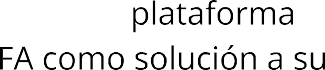 plataforma
FA como solución a su